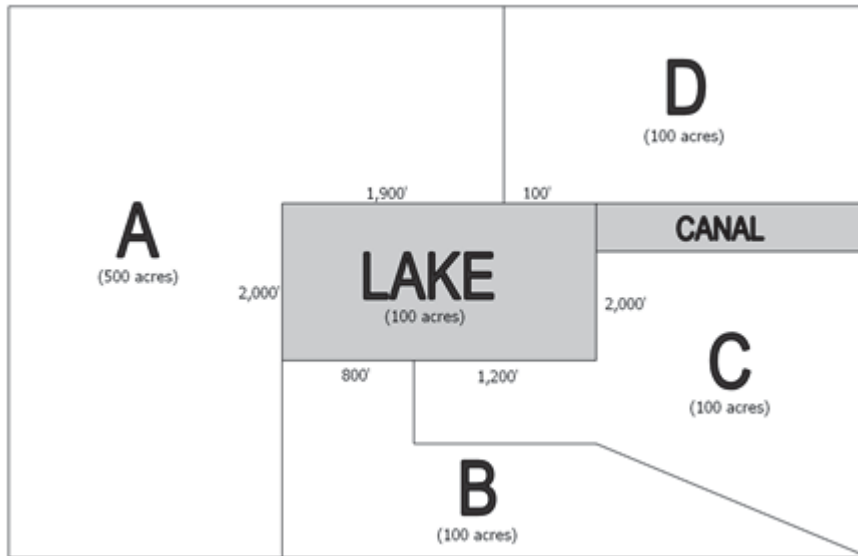 D
(100 acres)
1,900'
100'
A
(500 acres)
CANAL
LAKE
(100 acres)
2,000'
2,000'
C
(100 acres)
800'
1,200'
B
(100 acres)